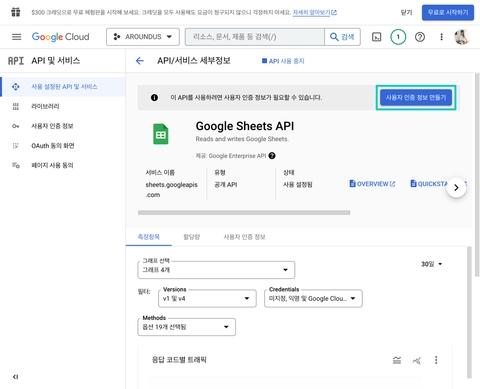 $300 크레딧으로 무료 체험판을 시작해 보세요. 크레딧을 모두 사용해도 요금이 청구되지 않으니 걱정하지 마세요. 자세히 알아보기
닫기
무료로 시작하기
Google Cloud
AROUNDUS
리소스, 문서, 제품 등 검색(/)
검색
1
API
API 및 서비스
API/서비스 세부정보
API 사용 중지
사용 설정된 API 및 서비스
라이브러리
사용자 인증 정보
OAuth 동의 화면
페이지 사용 동의
이 API를 사용하려면 사용자 인증 정보가 필요할 수 있습니다.
사용자 인증 정보 만들기
Google Sheets API
Reads and writes Google Sheets.
제공: Google Enterprise API
서비스 이름
sheets.googleapis
.com
유형
공개 API
상태
사용 설정됨
OVERVIEW
QUICKSTA
측정항목
할당량
사용자 인증 정보
그래프 선택
그래프 4개
30일
필터:
Versions
v1 및 v4
Credentials
미지정, 익명 및 Google Clou...
Methods
옵션 19개 선택됨
응답 코드별 트래픽